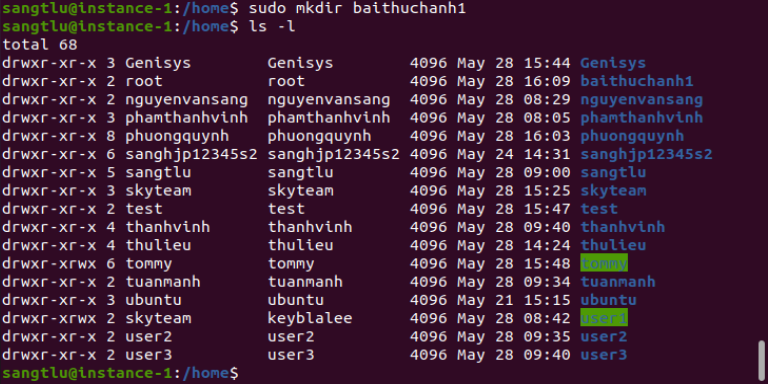 sangtlu@instance-1:/home$ sudo mkdir baithuchanh1
sangtlu@instance-1:/home$ ls -l
total 68
drwxr-xr-x 3 Genisys       Genisys       4096 May 28 15:44 Genisys
drwxr-xr-x 2 root          root          4096 May 28 16:09 baithuchanh1
drwxr-xr-x 2 nguyenvansang nguyenvansang 4096 May 28 08:29 nguyenvansang
drwxr-xr-x 3 phamthanhvinh phamthanhvinh 4096 May 28 08:05 phamthanhvinh
drwxr-xr-x 8 phuongquynh   phuongquynh   4096 May 28 16:03 phuongquynh
drwxr-xr-x 6 sanghjp12345s2 sanghjp12345s2 4096 May 24 14:31 sanghjp12345s2
drwxr-xr-x 5 sangtlu       sangtlu       4096 May 28 09:00 sangtlu
drwxr-xr-x 3 skyteam       skyteam       4096 May 28 15:25 skyteam
drwxr-xr-x 2 test          test          4096 May 28 15:47 test
drwxr-xr-x 4 thanhvinh     thanhvinh     4096 May 28 09:40 thanhvinh
drwxr-xr-x 4 thulieu       thulieu       4096 May 28 14:24 thulieu
drwxr-xrwx 6 tommy         tommy         4096 May 28 15:48 tommy
drwxr-xr-x 2 tuanmanh      tuanmanh      4096 May 28 09:34 tuanmanh
drwxr-xr-x 3 ubuntu        ubuntu        4096 May 21 15:15 ubuntu
drwxr-xrwx 2 skyteam       keyblalee     4096 May 28 08:42 user1
drwxr-xr-x 2 user2         user2         4096 May 28 09:35 user2
drwxr-xr-x 2 user3         user3         4096 May 28 09:40 user3
sangtlu@instance-1:/home$